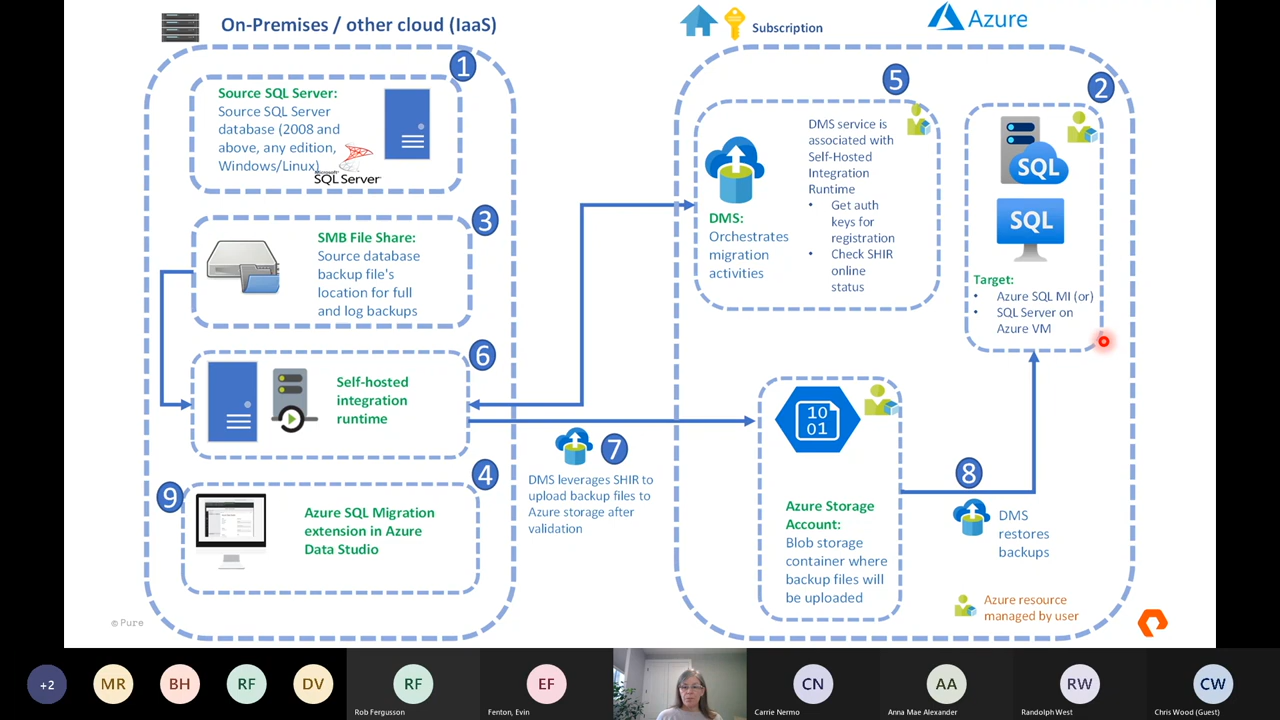 On-Premises / other cloud (IaaS)
Subscription
Azure
1
Source SQL Server:
Source SQL Server
database (2008 and
above, any edition,
Windows/Linux)
Microsoft
SQL Server
3
SMB File Share:
Source database
backup file's
location for full
and log backups
6
Self-hosted
integration
runtime
4
9
Azure SQL Migration
extension in Azure
Data Studio
7
DMS leverages SHIR to
upload backup files to
Azure storage after
validation
5
DMS service is
associated with
Self-Hosted
Integration
Runtime
• Get auth
keys for
registration
• Check SHIR
online
status
DMS:
Orchestrates
migration
activities
2
SQL
SQL
Target:
• Azure SQL MI (or)
• SQL Server on
Azure VM
10
01
Azure Storage
Account:
Blob storage
container where
backup files will
be uploaded
8
DMS
restores
backups
Azure resource
managed by user
© Pure
+2
MR
BH
RF
DV
RF
Rob Fergusson
EF
Fenton, Evin
CN
Carrie Nermo
AA
Anna Mae Alexander
RW
Randolph West
CW
Chris Wood (Guest)